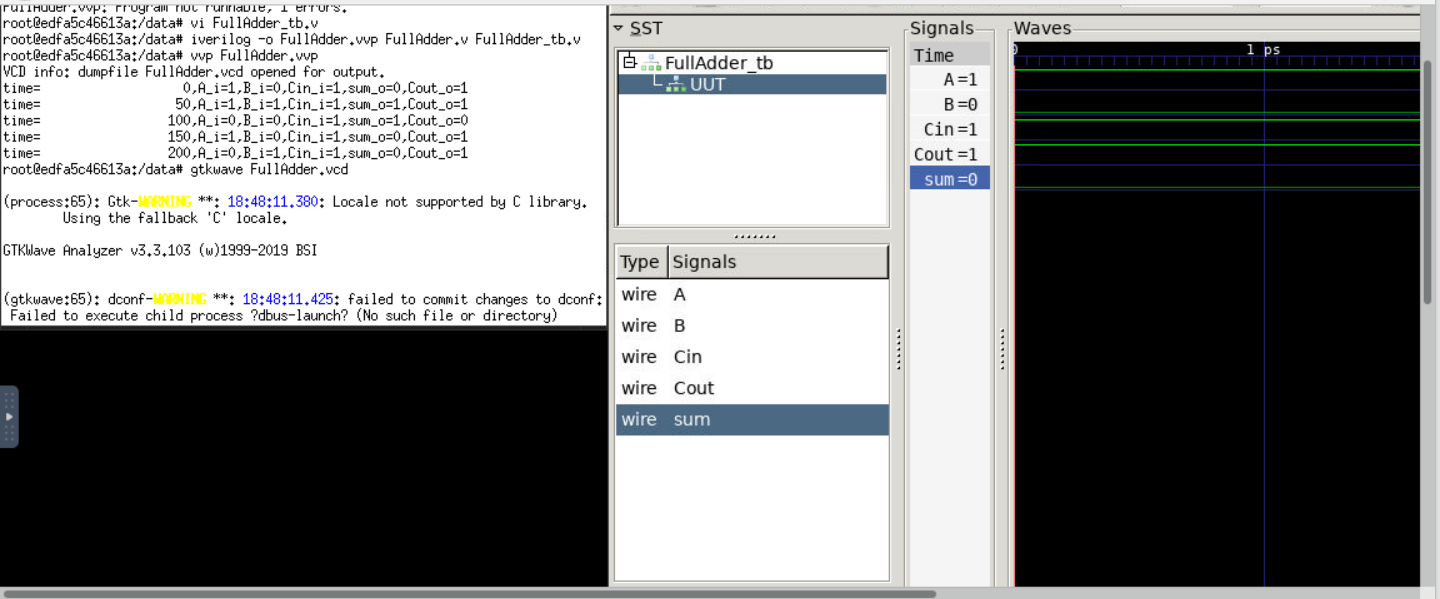 FullAdder.vvp: Program not runnable, 1 errors.
root@edfa5c46613a:/data# vi FullAdder_tb.v
root@edfa5c46613a:/data# iverilog -o FullAdder.vvp FullAdder.v FullAdder_tb.v
root@edfa5c46613a:/data# vvp FullAdder.vvp
VCD info: dumpfile FullAdder.vcd opened for output.
time=                   0,A_i=1,B_i=0,Cin_i=1,sum_o=0,Cout_o=1
time=                  50,A_i=1,B_i=1,Cin_i=1,sum_o=1,Cout_o=1
time=                 100,A_i=0,B_i=0,Cin_i=1,sum_o=1,Cout_o=0
time=                 150,A_i=1,B_i=0,Cin_i=1,sum_o=0,Cout_o=1
time=                 200,A_i=0,B_i=1,Cin_i=1,sum_o=0,Cout_o=1
root@edfa5c46613a:/data# gtkwave FullAdder.vcd
(process:65): Gtk-WARNING **: 18:48:11.380: Locale not supported by C library.
Using the fallback 'C' locale.
GTKWave Analyzer v3.3.103 (w)1999-2019 BSI
(gtkwave:65): dconf-WARNING **: 18:48:11.425: failed to commit changes to dconf:
Failed to execute child process ?dbus-launch? (No such file or directory)
SST
FullAdder_tb
UUT
Type Signals
wire A
wire B
wire Cin
wire Cout
wire sum
Signals
Time
A=1
B=0
Cin=1
Cout=1
sum=0
Waves
0
1 ps